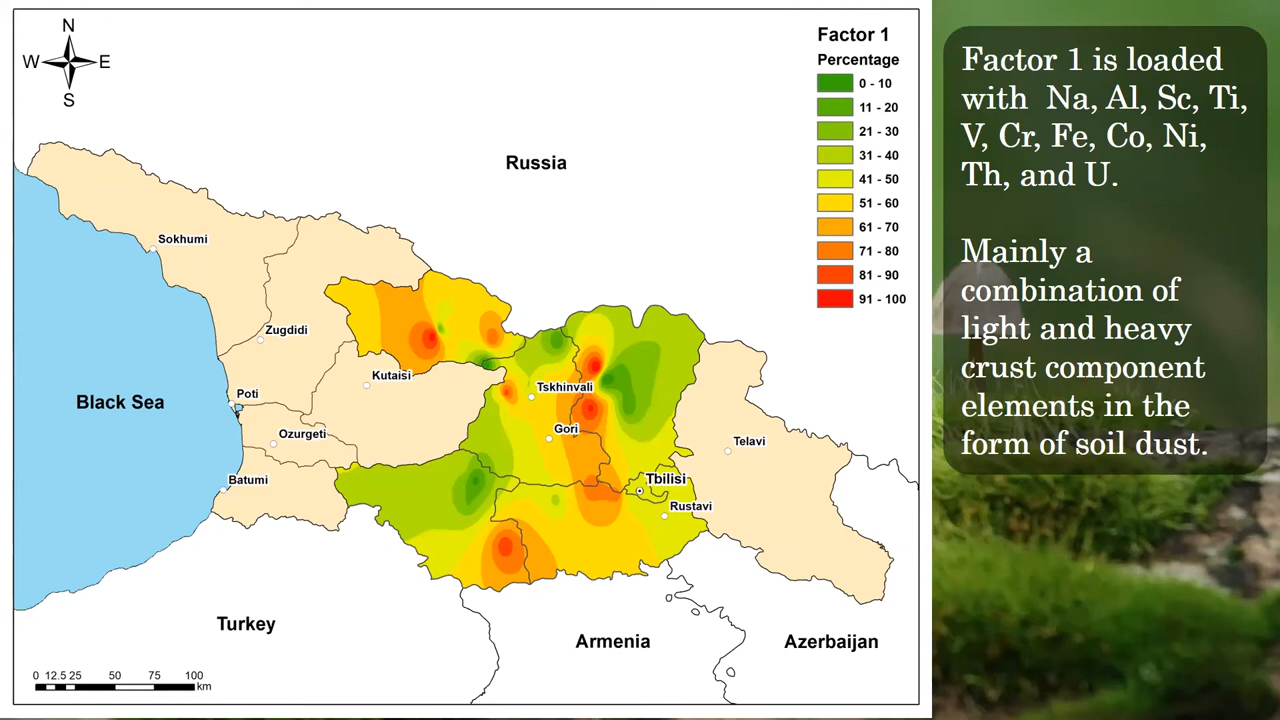 N
W E
S
Factor 1
Percentage
0 - 10
11 - 20
21 - 30
31 - 40
41 - 50
51 - 60
61 - 70
71 - 80
81 - 90
91 - 100
Russia
Sokhumi
Zugdidi
Kutaisi
Tskhinvali
Poti
Black Sea
Gori
Ozurgeti
Telavi
Batumi
Tbilisi
Rustavi
Turkey
Armenia
Azerbaijan
0 12.5 25 50 75 100
km
Factor 1 is loaded
with Na, Al, Sc, Ti,
V, Cr, Fe, Co, Ni,
Th, and U.
Mainly a
combination of
light and heavy
crust component
elements in the
form of soil dust.